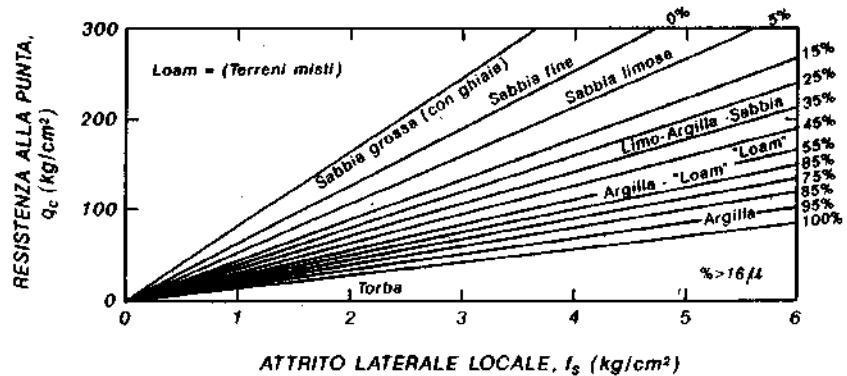 RESISTENZA ALLA PUNTA,
q_c (kg/cm²)
300
200
100
0
Loam = (Terreni misti)
Sabbia grossa (con ghiaia)
Sabbia fine
Sabbia limosa
Limo-Argilla-Sabbia
Argilla - "Loam" "Loam"
Argilla
Torba
%>16μ
0%
5%
15%
25%
35%
45%
55%
85%
75%
85%
95%
100%
0 1 2 3 4 5 6
ATTRITO LATERALE LOCALE, f_s (kg/cm²)